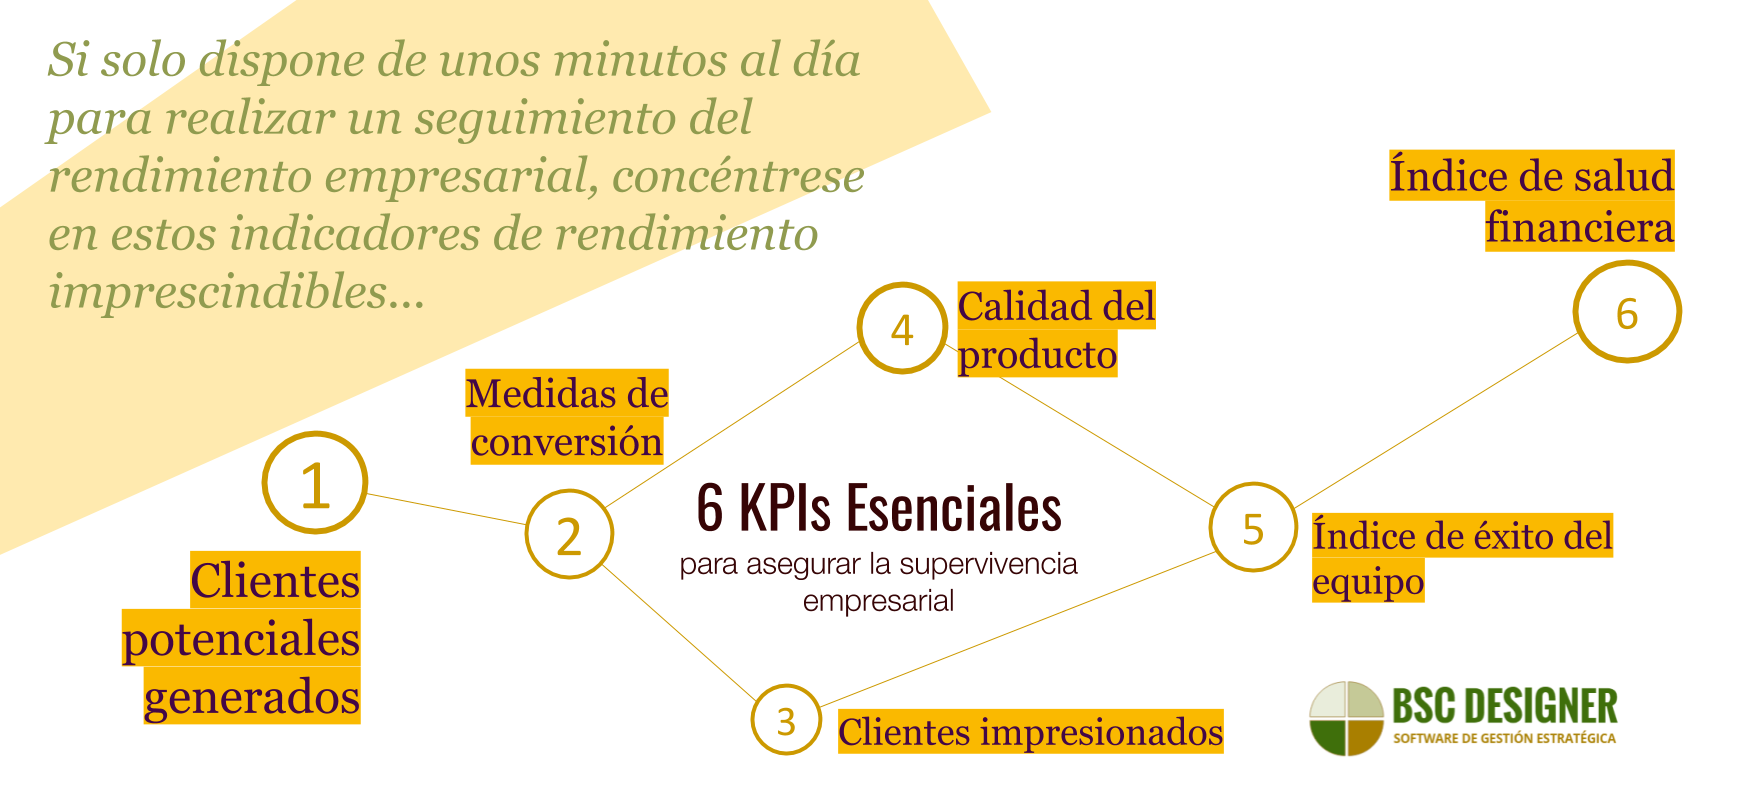 Si solo dispone de unos minutos al día
para realizar un seguimiento del
rendimiento empresarial, concéntrese
en estos indicadores de rendimiento
imprescindibles...
1
Clientes
potenciales
generados
2
Medidas de
conversión
3
Clientes impresionados
4
Calidad del
producto
5
Índice de éxito del
equipo
6
Índice de salud
financiera
6 KPIs Esenciales
para asegurar la supervivencia
empresarial
BSC DESIGNER
SOFTWARE DE GESTIÓN ESTRATÉGICA